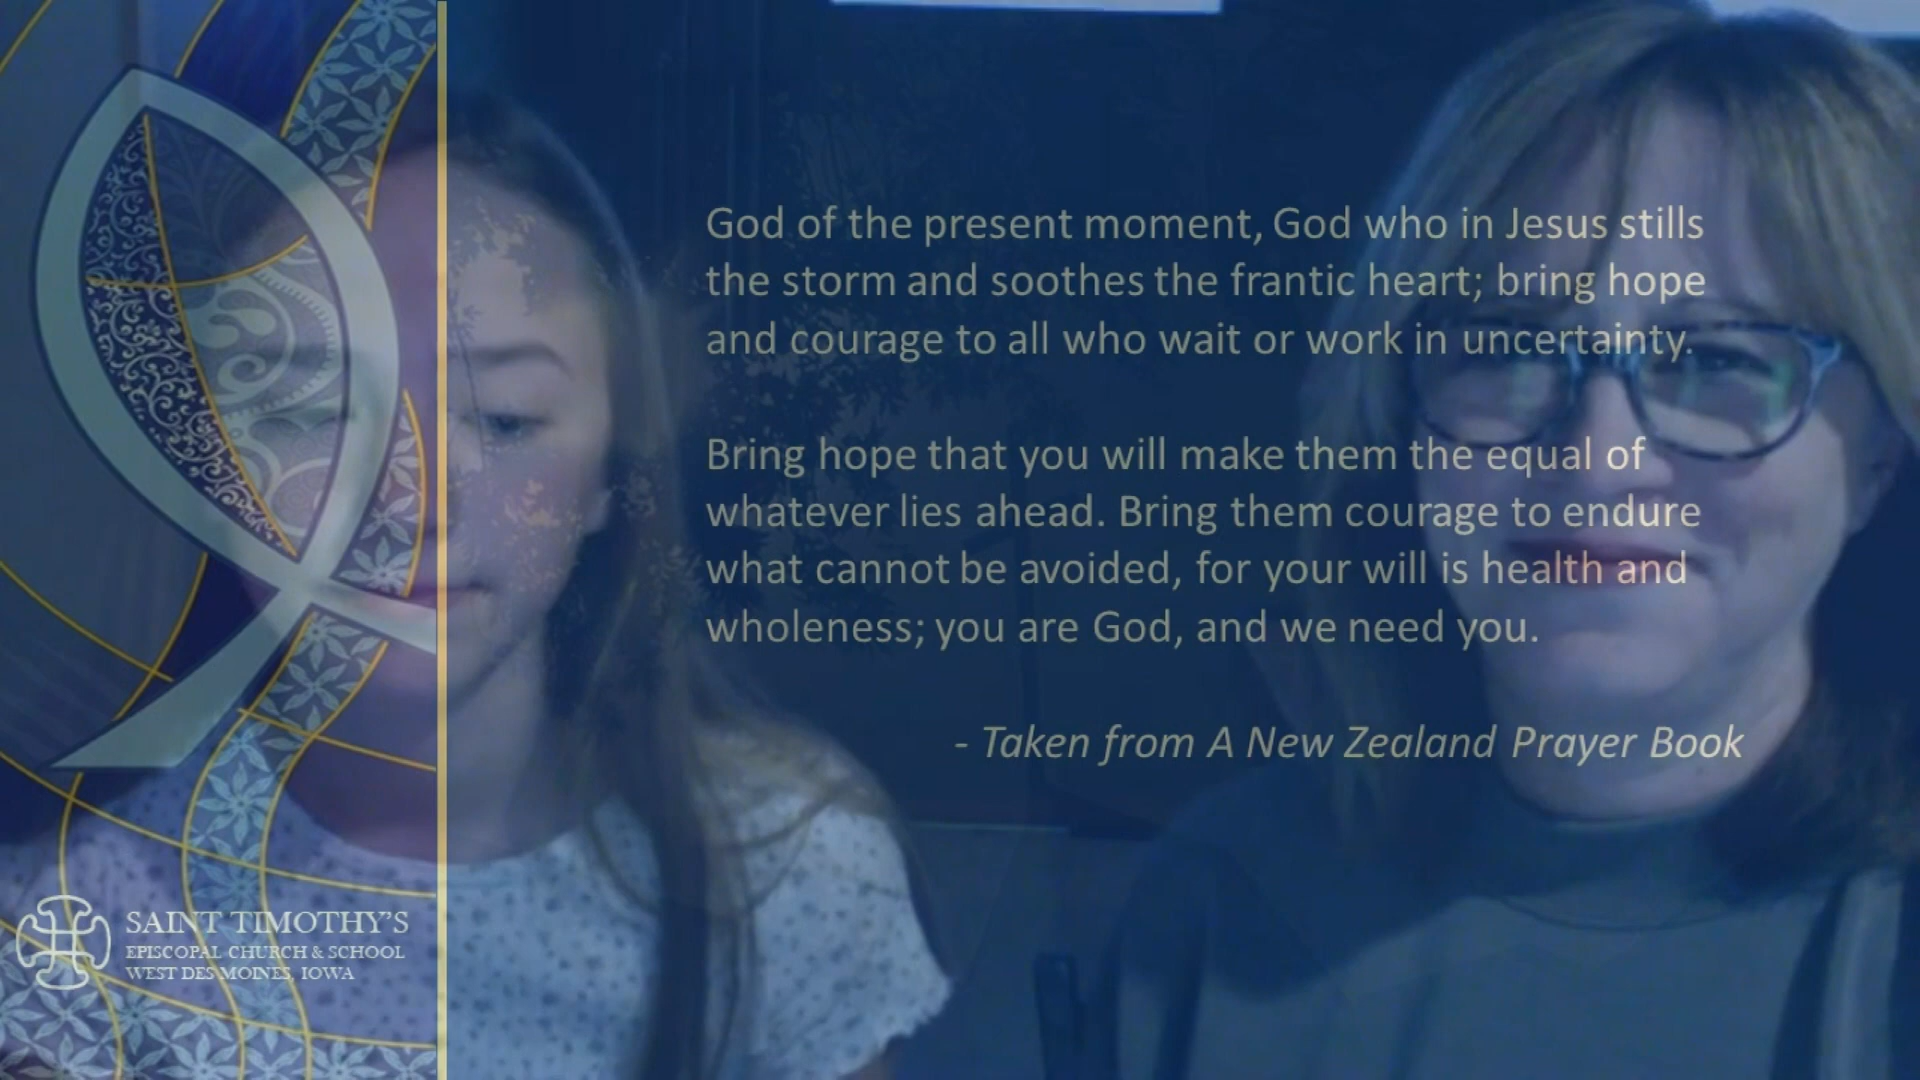 God of the present moment, God who in Jesus stills
the storm and soothes the frantic heart; bring hope
and courage to all who wait or work in uncertainty.
Bring hope that you will make them the equal of
whatever lies ahead. Bring them courage to endure
what cannot be avoided, for your will is health and
wholeness; you are God, and we need you.
- Taken from A New Zealand Prayer Book
SAINT TIMOTHY'S
EPISCOPAL CHURCH & SCHOOL
WEST DES MOINES, IOWA